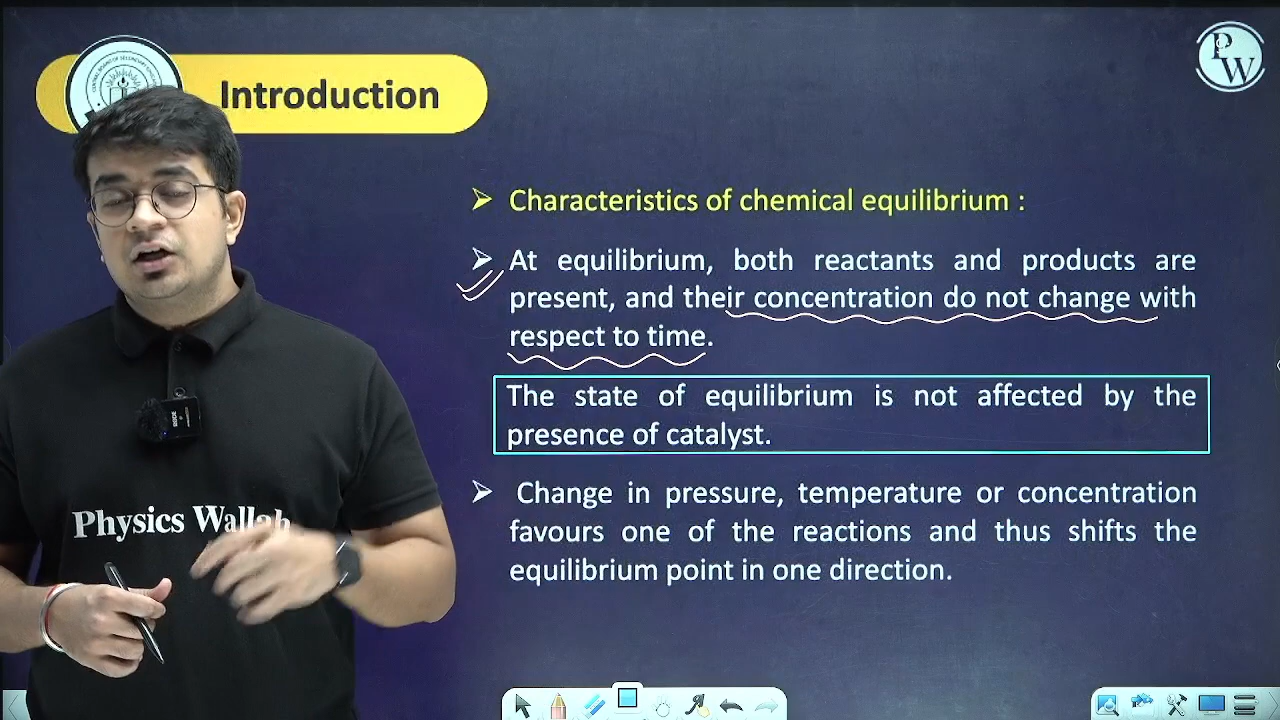 Introduction
PW
➢ Characteristics of chemical equilibrium :
➢ At equilibrium, both reactants and products are
present, and their concentration do not change with
respect to time.
The state of equilibrium is not affected by the
presence of catalyst.
➢ Change in pressure, temperature or concentration
favours one of the reactions and thus shifts the
equilibrium point in one direction.
Physics Wallah